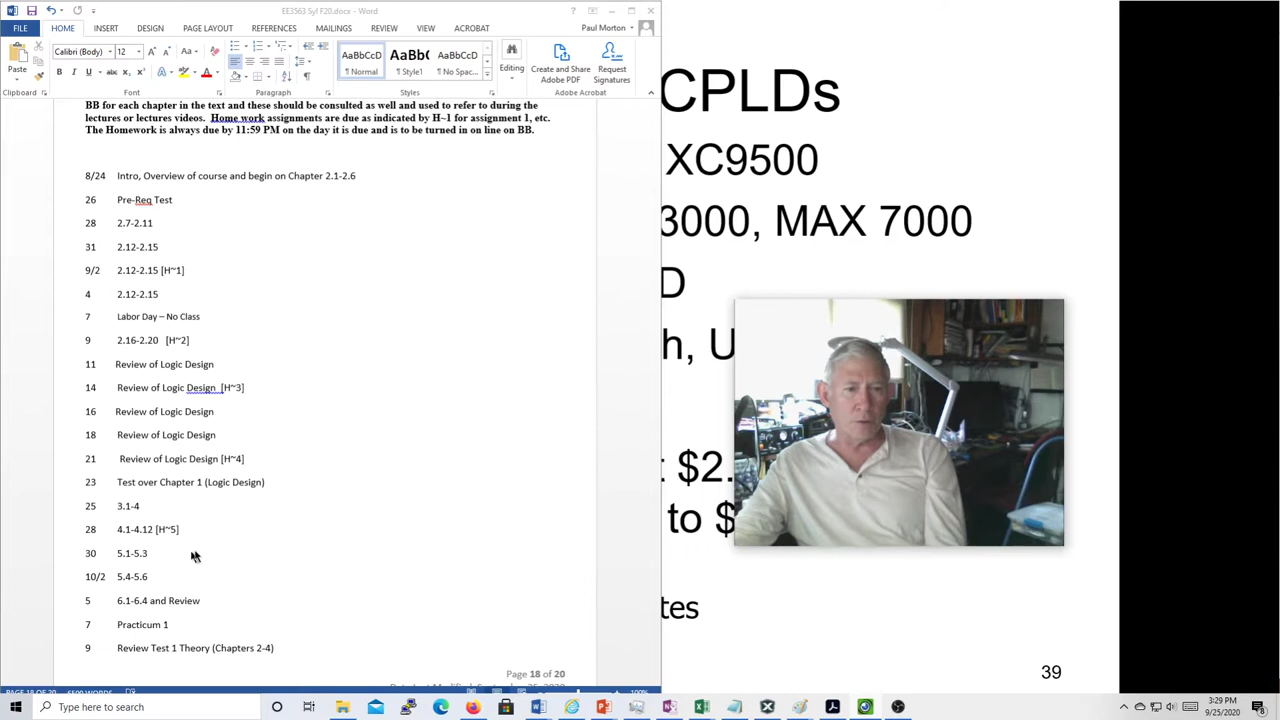 EE3563 Syl F20.docx - Word
Paul Morton
FILE HOME INSERT DESIGN PAGE LAYOUT REFERENCES MAILINGS REVIEW VIEW ACROBAT
Calibri (Body) 12
Paste
AaBbCcD AaBbC AaBbCcD
¶ Normal ¶ Style1 ¶ No Spac...
Editing
Create and Share Adobe PDF
Request Signatures
Clipboard Font Paragraph Styles Adobe Acrobat
BB for each chapter in the text and these should be consulted as well and used to refer to during the
lectures or lectures videos. Home work assignments are due as indicated by H~1 for assignment 1, etc.
The Homework is always due by 11:59 PM on the day it is due and is to be turned in on line on BB.
8/24 Intro, Overview of course and begin on Chapter 2.1-2.6
26 Pre-Req Test
28 2.7-2.11
31 2.12-2.15
9/2 2.12-2.15 [H~1]
4 2.12-2.15
7 Labor Day – No Class
9 2.16-2.20 [H~2]
11 Review of Logic Design
14 Review of Logic Design [H~3]
16 Review of Logic Design
18 Review of Logic Design
21 Review of Logic Design [H~4]
23 Test over Chapter 1 (Logic Design)
25 3.1-4
28 4.1-4.12 [H~5]
30 5.1-5.3
10/2 5.4-5.6
5 6.1-6.4 and Review
7 Practicum 1
9 Review Test 1 Theory (Chapters 2-4)
Page 18 of 20
PAGE 18 OF 20 6500 WORDS
100%
CPLDs
XC9500
3000, MAX 7000
D
h, U
$2.
to $
tes
39
Type here to search
3:29 PM
9/25/2020